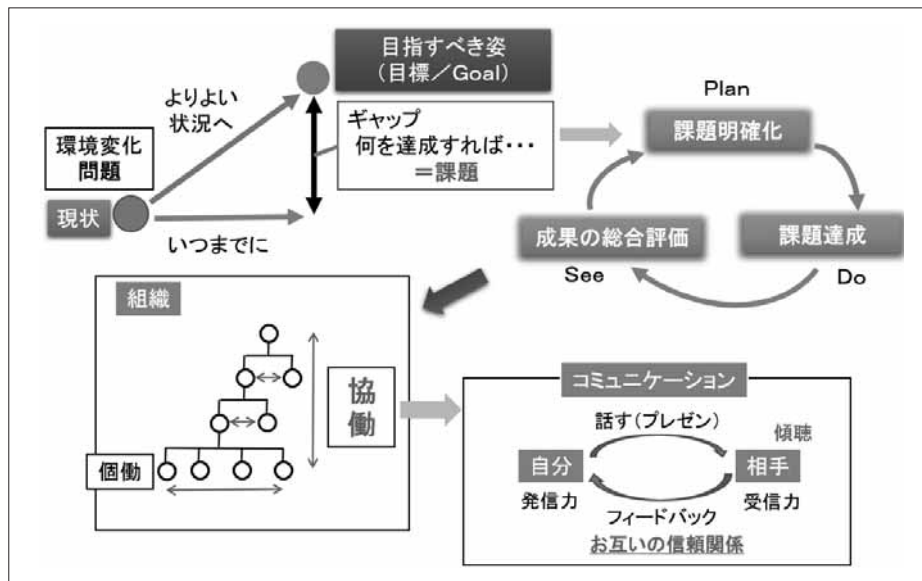 目指すべき姿
(目標／Goal)
よりよい
状況へ
ギャップ
何を達成すれば・・・
＝課題
環境変化
問題
現状
いつまでに
Plan
課題明確化
課題達成
Do
成果の総合評価
See
組織
協
働
個働
コミュニケーション
話す(プレゼン)
傾聴
自分
相手
発信力
受信力
フィードバック
お互いの信頼関係